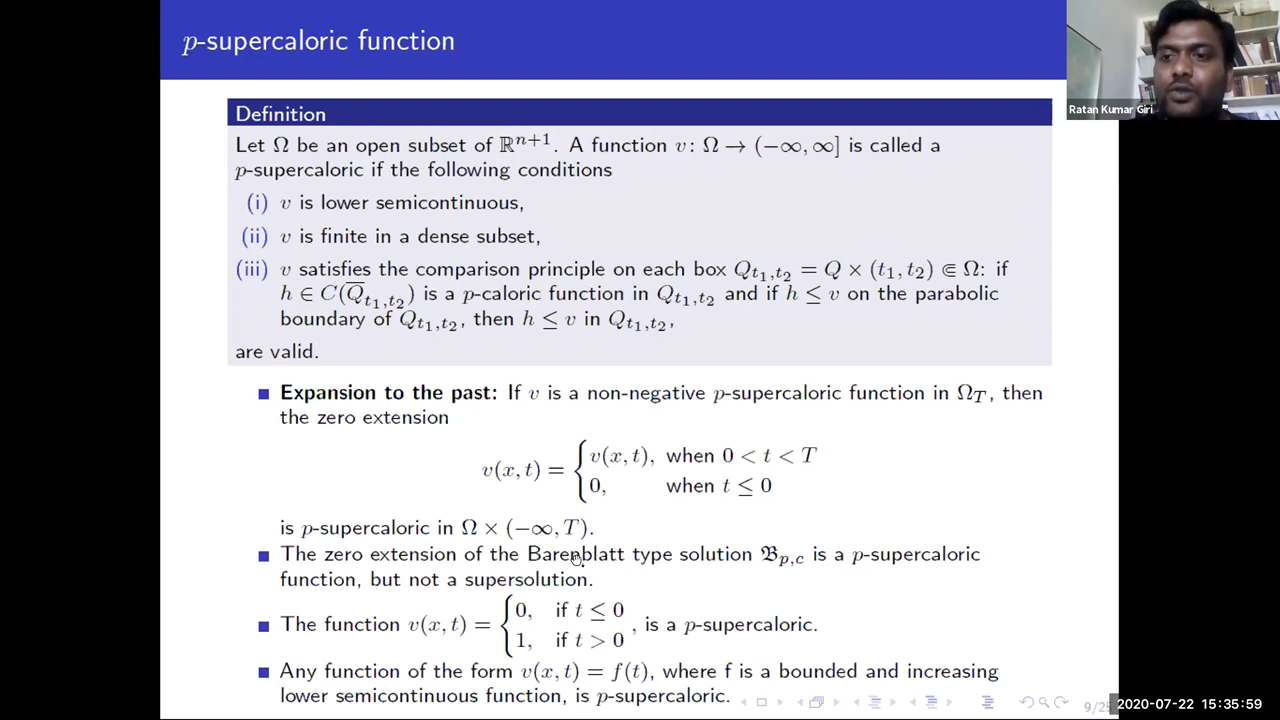 p-supercaloric function
Ratan Kumar Giri
Definition
Let Ω be an open subset of ℝⁿ⁺¹. A function v: Ω → (−∞, ∞] is called a
p-supercaloric if the following conditions
(i) v is lower semicontinuous,
(ii) v is finite in a dense subset,
(iii) v satisfies the comparison principle on each box Q_{t₁,t₂} = Q × (t₁, t₂) ⋐ Ω: if
h ∈ C(Q̅_{t₁,t₂}) is a p-caloric function in Q_{t₁,t₂} and if h ≤ v on the parabolic
boundary of Q_{t₁,t₂}, then h ≤ v in Q_{t₁,t₂},
are valid.
Expansion to the past: If v is a non-negative p-supercaloric function in Ω_T, then
the zero extension
v(x, t) = { v(x, t), when 0 < t < T
0, when t ≤ 0
is p-supercaloric in Ω × (−∞, T).
The zero extension of the Barenblatt type solution 𝔅_{p,c} is a p-supercaloric
function, but not a supersolution.
The function v(x, t) = { 0, if t ≤ 0
1, if t > 0 , is a p-supercaloric.
Any function of the form v(x, t) = f(t), where f is a bounded and increasing
lower semicontinuous function, is p-supercaloric.
2020-07-22 15:35:59